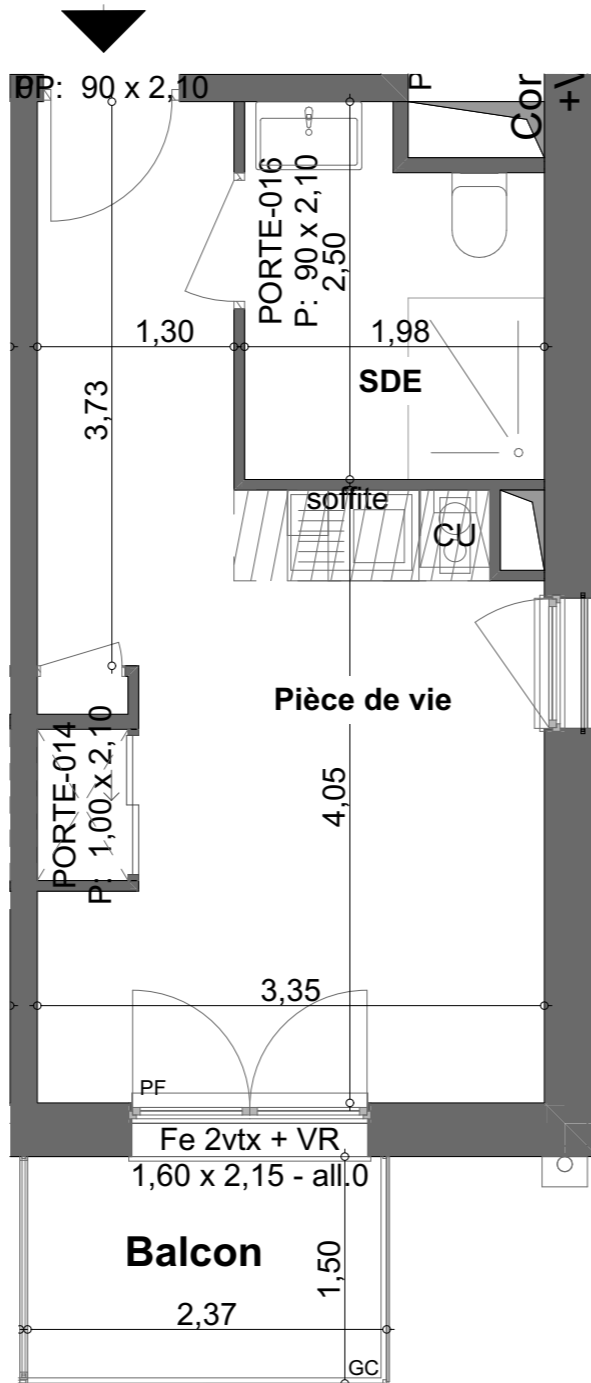 PP: 90 x 2,10
P
Cor
+V
PORTE-016
P: 90 x 2,10
2,50
1,30
1,98
SDE
3,73
soffite
CU
Pièce de vie
PORTE-014
P: 1,00 x 2,10
4,05
3,35
PF
Fe 2vtx + VR
1,60 x 2,15 - all.0
Balcon
1,50
2,37
GC